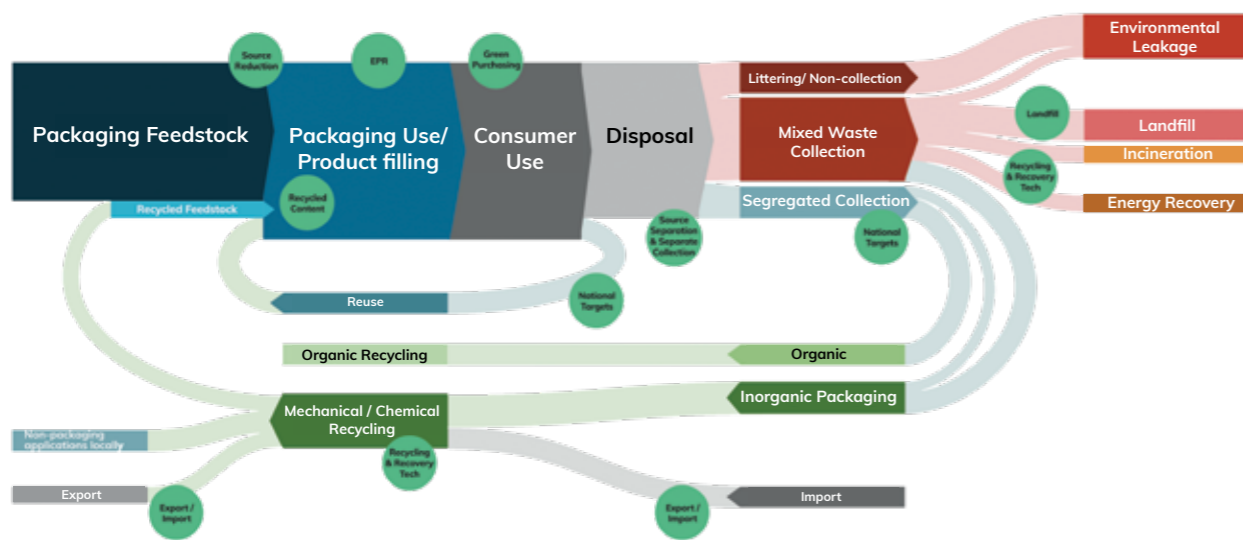 Source
Reduction
EPR
Green
Purchasing
Environmental
Leakage
Littering/ Non-collection
Packaging Feedstock
Packaging Use/
Product filling
Consumer
Use
Disposal
Mixed Waste
Collection
Landfill
Landfill
Incineration
Recycling
& Recovery
Tech
Energy Recovery
Recycled Feedstock
Recycled
Content
Segregated Collection
Source
Separation
& Separate
Collection
National
Targets
Reuse
National
Targets
Organic Recycling
Organic
Inorganic Packaging
Mechanical / Chemical
Recycling
Non-packaging
applications locally
Recycling
& Recovery
Tech
Export
Export /
Import
Export /
Import
Import